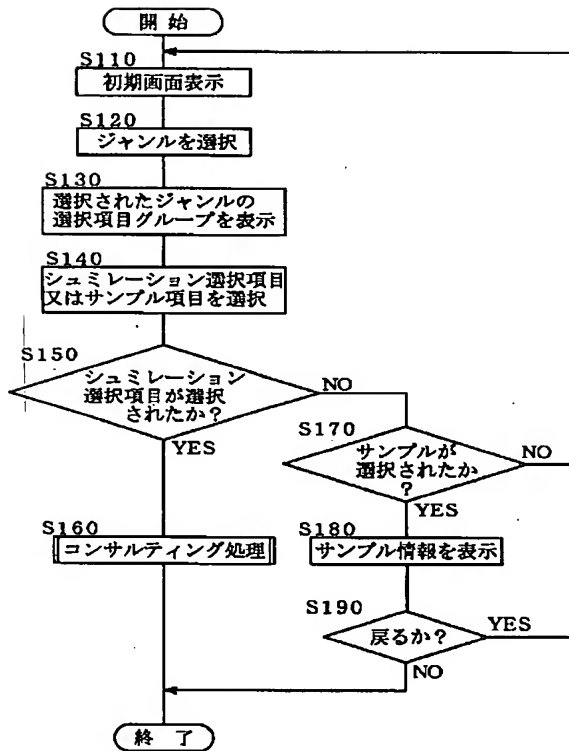 開始
S110
初期画面表示
S120
ジャンルを選択
S130
選択されたジャンルの
選択項目グループを表示
S140
シュミレーション選択項目
又はサンプル項目を選択
S150
シュミレーション
選択項目が選択
されたか?
NO
YES
S170
サンプルが
選択されたか
?
NO
YES
S160
コンサルティング処理
S180
サンプル情報を表示
S190
戻るか?
YES
NO
終了